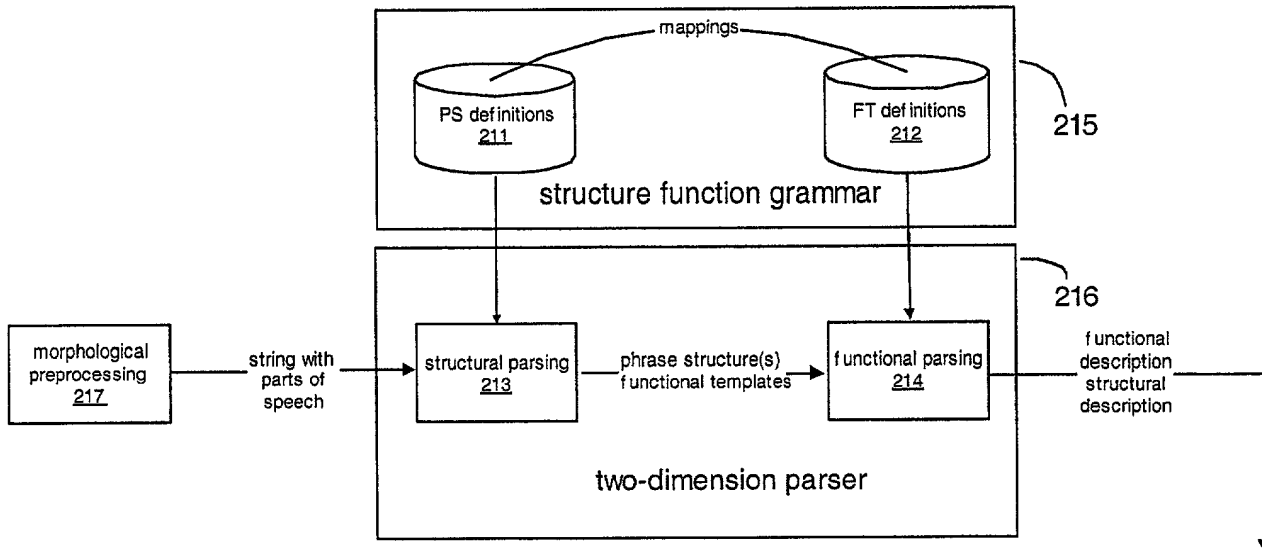 mappings
PS definitions
211
FT definitions
212
215
structure function grammar
216
morphological
preprocessing
217
string with
parts of
speech
structural parsing
213
phrase structure(s)
functional templates
functional parsing
214
functional
description
structural
description
two-dimension parser